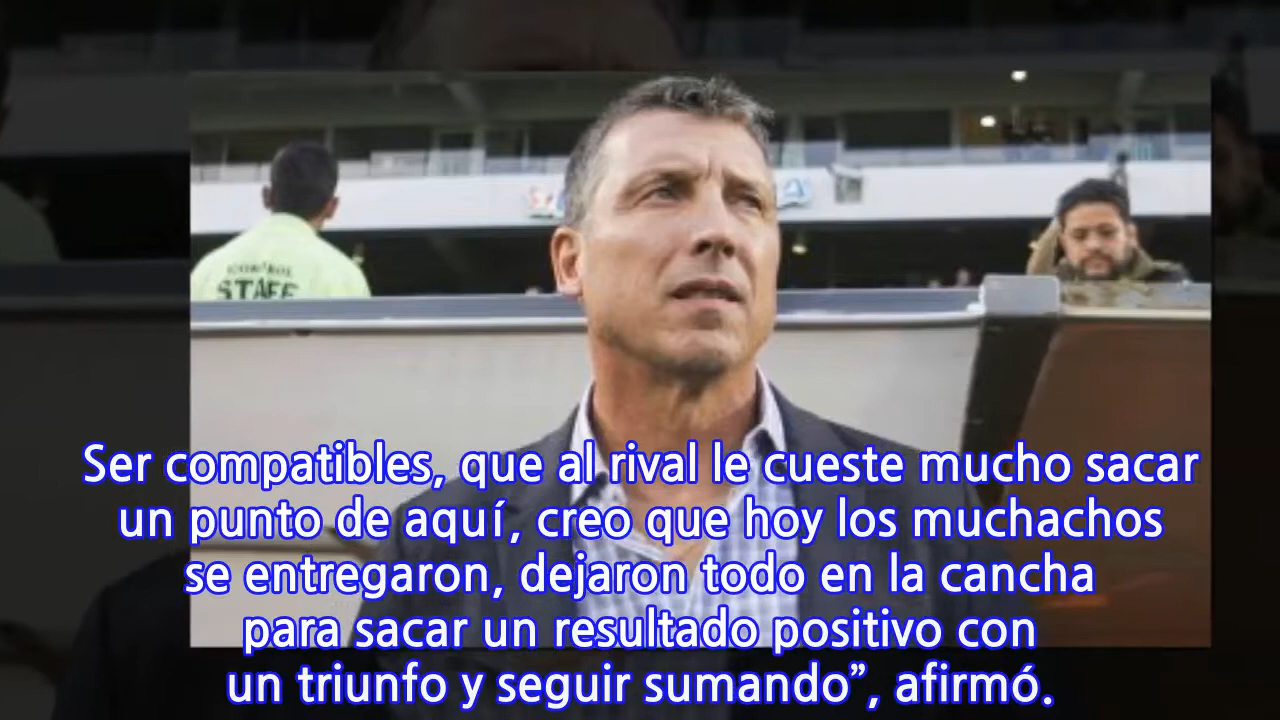 CONTROL
STAFF
Ser compatibles, que al rival le cueste mucho sacar
un punto de aquí, creo que hoy los muchachos
se entregaron, dejaron todo en la cancha
para sacar un resultado positivo con
un triunfo y seguir sumando”, afirmó.